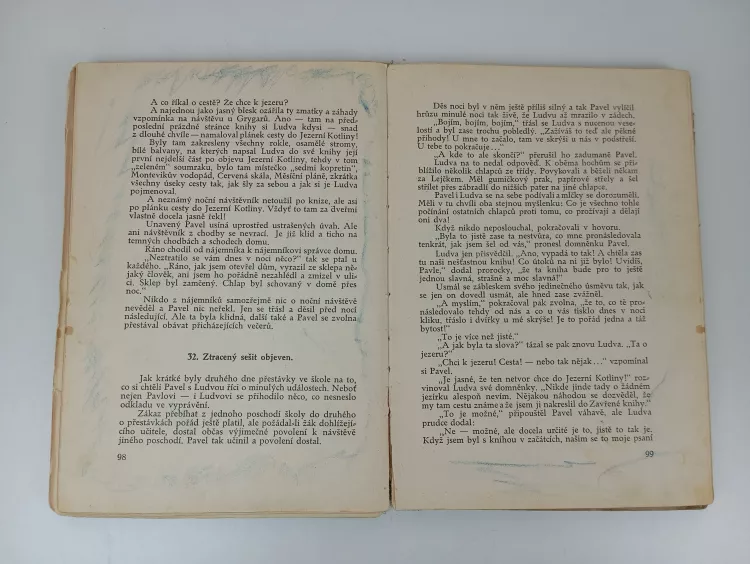 A co říkal o cestě? Ze chce k jezeru?
A najednou jako jasný blesk ozářila ty zmatky a záhady
vzpomínka na návštěvu u Grygarů. Ano — tam na před-
poslední prázdné stránce knihy si Ludva kdysi — snad
z dlouhé chvíle — namaloval plánek cesty do Jezerní Kotliny!
Byly tam zakresleny všechny rokle, osamělé stromy,
bílé balvany, na kterých napsal Ludva do své knihy její
první nejdelší část po objevu Jezerní Kotliny, tehdy v tom
„zeleném" soumraku, bylo tam místečko „sedmi kopretin",
Montevikův vodopád, Červená skála, Měsíční pláně, zkrátka
všechny úseky cesty tak, jak šly za sebou a jak si je Ludva
pojmenoval.
A neznámý noční návštěvník netoužil po knize, ale asi
po plánku cesty do Jezerní Kotliny. Vždyť to tam za dveřmi
vlastně docela jasně řekl!
Unavený Pavel usíná uprostřed ustrašených úvah. Ale
ani návštěvník z chodby se nevrací. Je již klid a ticho na
temných chodbách a schodech domu.
Ráno chodil od nájemníka k nájemníkovi správce domu.
„Neztratilo se vám dnes v noci něco?" tak se ptal u
každého. „Ráno, jak jsem otevřel dům, vyrazil ze sklepa ně-
jaký člověk, ani jsem ho pořádně nezahlédl a zmizel v uli-
ci. Sklep byl zamčený. Chlap byl schovaný v domě přes
noc."
Nikdo z nájemníků samozřejmě nic o noční návštěvě
nevěděl a Pavel nic neřekl. Jen se třásl a děsil před nocí
následující. Ale ta byla klidná, další také a Pavel se zvolna
přestával obávat přicházejících večerů.
32. Ztracený sešit objeven.
Jak krátké byly druhého dne přestávky ve škole na to,
co si chtěli Pavel s Ludvou říci o minulých událostech. Neboť
nejen Pavlovi — i Ludvovi se přihodilo něco, co nesneslo
odkladu ve vyprávění.
Zákaz přebíhat z jednoho poschodí školy do druhého
o přestávkách pořád ještě platil, ale požádal-li žák dohlížejí-
cího učitele, dostal občas výjimečné povolení k návštěvě
jiného poschodí. Pavel tak učinil a povolení dostal.
98
Děs noci byl v něm ještě příliš silný a tak Pavel vylíčil
hrůzu minulé noci tak živě, že Ludvu až mrazilo v zádech.
„Bojím, bojím, bojím," třásl se Ludva s nucenou vese-
lostí a byl zase trochu pobledlý. „Zažíváš to teď ale pěkné
příhody! U mne to začalo, tam ve skrýši u nás v podstřeší.
U tebe to pokračuje..."
„A kde to ale skončí?" přerušil ho zadumaně Pavel.
Ludva na to nedal odpověď. K oběma hochům se při-
blížilo několik chlapců ze třídy. Povykovali a běželi někam
za Lejškem. Měl gumičkový prak, papírové střely a šel
střílet přes zábradlí do nižších pater na jiné chlapce.
Pavel i Ludva se na sebe podívali a mlčky se dorozuměli.
Měli v tu chvíli oba stejnou myšlenku: Co je všechno tohle
počínání ostatních chlapců proti tomu, co prožívají a dělají
oni dva!
Když nikdo neposlouchal, pokračovali v hovoru.
„Byla to jistě zase ta nestvůra, co mne pronásledovala
tenkrát, jak jsem šel od vás," pronesl domněnku Pavel.
Ludva jen přisvědčil. „Ano, vypadá to tak! A chtěla zas
tu naši nešťastnou knihu! Co útoků na ni již bylo! Uvidíš,
Pavle," dodal prorocky, „že ta kniha bude pro to ještě
jednou slavná, strašně a moc slavná!"
Usmál se zábleskem svého jedinečného úsměvu tak, jak
se jen on dovedl usmát, ale hned zase zvážněl.
„A myslím," pokračoval pak zvolna, „že to, co tě pro-
následovalo tehdy od nás a co u vás tisklo dnes v noci
kliku, třáslo i dvířky u mé skrýše! Je to pořád jedna a táž
bytost!"
„To je více než jisté."
„A jak byla ta slova?" tázal se pak znovu Ludva. „Ta o
jezeru?"
„Chci k jezeru! Cesta! — nebo tak nějak..." vzpomínal
si Pavel.
„Je jasné, že ten netvor chce do Jezerní Kotliny!" roz-
vinoval Ludva své domněnky. „Nikde jinde tady o žádném
jezírku alespoň nevím. Nějakou náhodou se dozvěděl, že
my tam cestu známe a že jsem ji nakreslil do Zavřené knihy."
„To je možné," připouštěl Pavel váhavě, ale Ludva
prudce dodal:
„Ne — možné, ale docela určitě je to, jistě to tak je.
Když jsem byl s knihou v začátcích, našim se to moje psaní
99